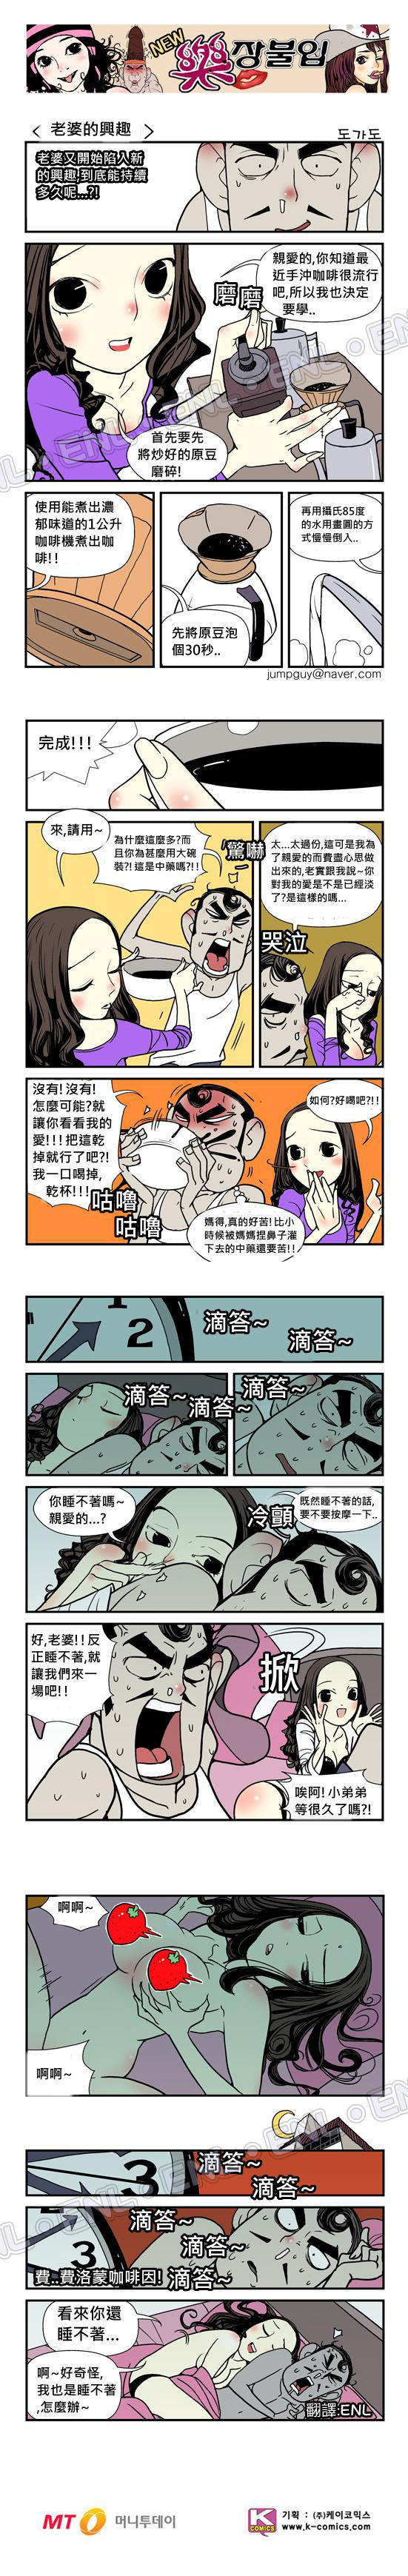 NEW 樂 장불입
< 老婆的興趣 >
도가도
老婆又開始陷入新
的興趣,到底能持續
多久呢...?!
親愛的,你知道最
近手沖咖啡很流行
吧,所以我也決定
要學..
磨磨
首先要先
將炒好的原豆
磨碎!
使用能煮出濃
郁味道的1公升
咖啡機煮出咖
啡!!
先將原豆泡
個30秒..
再用攝氏85度
的水用畫圓的方
式慢慢倒入..
jumpguy@naver.com
完成!!!
來,請用~
為什麼這麼多?而
且你為甚麼用大碗
裝?!這是中藥嗎?!!
驚嚇
太...太過份,這可是我為
了親愛的而費盡心思做
出來的,老實跟我說~你
對我的愛是不是已經淡
了?是這樣的嗎...
哭泣
沒有!沒有!
怎麼可能?就
讓你看看我的
愛!!!把這乾
掉就行了吧?!
我一口喝掉,
乾杯!!!
咕嚕
咕嚕
如何?好喝吧?!!
媽得,真的好苦!比小
時候被媽媽捏鼻子灌
下去的中藥還要苦!!
1
2
滴答~
滴答~
滴答~
滴答~
滴答~
你睡不著嗎~
親愛的...?
冷顫
既然睡不著的話,
要不要按摩一下..
好,老婆!!反
正睡不著,就
讓我們來一
場吧!!
掀
唉阿!小弟弟
等很久了嗎?!
啊啊~
啊啊~
3
滴答~
滴答~
3
滴答~
滴答~
滴答~
費..費洛蒙咖啡因!
看來你還
睡不著...
啊~好奇怪,
我也是睡不著
,怎麼辦~
翻譯:ENL
MT 머니투데이
K COMICS
기획 : (주)케이코믹스
www.k-comics.com
ENL